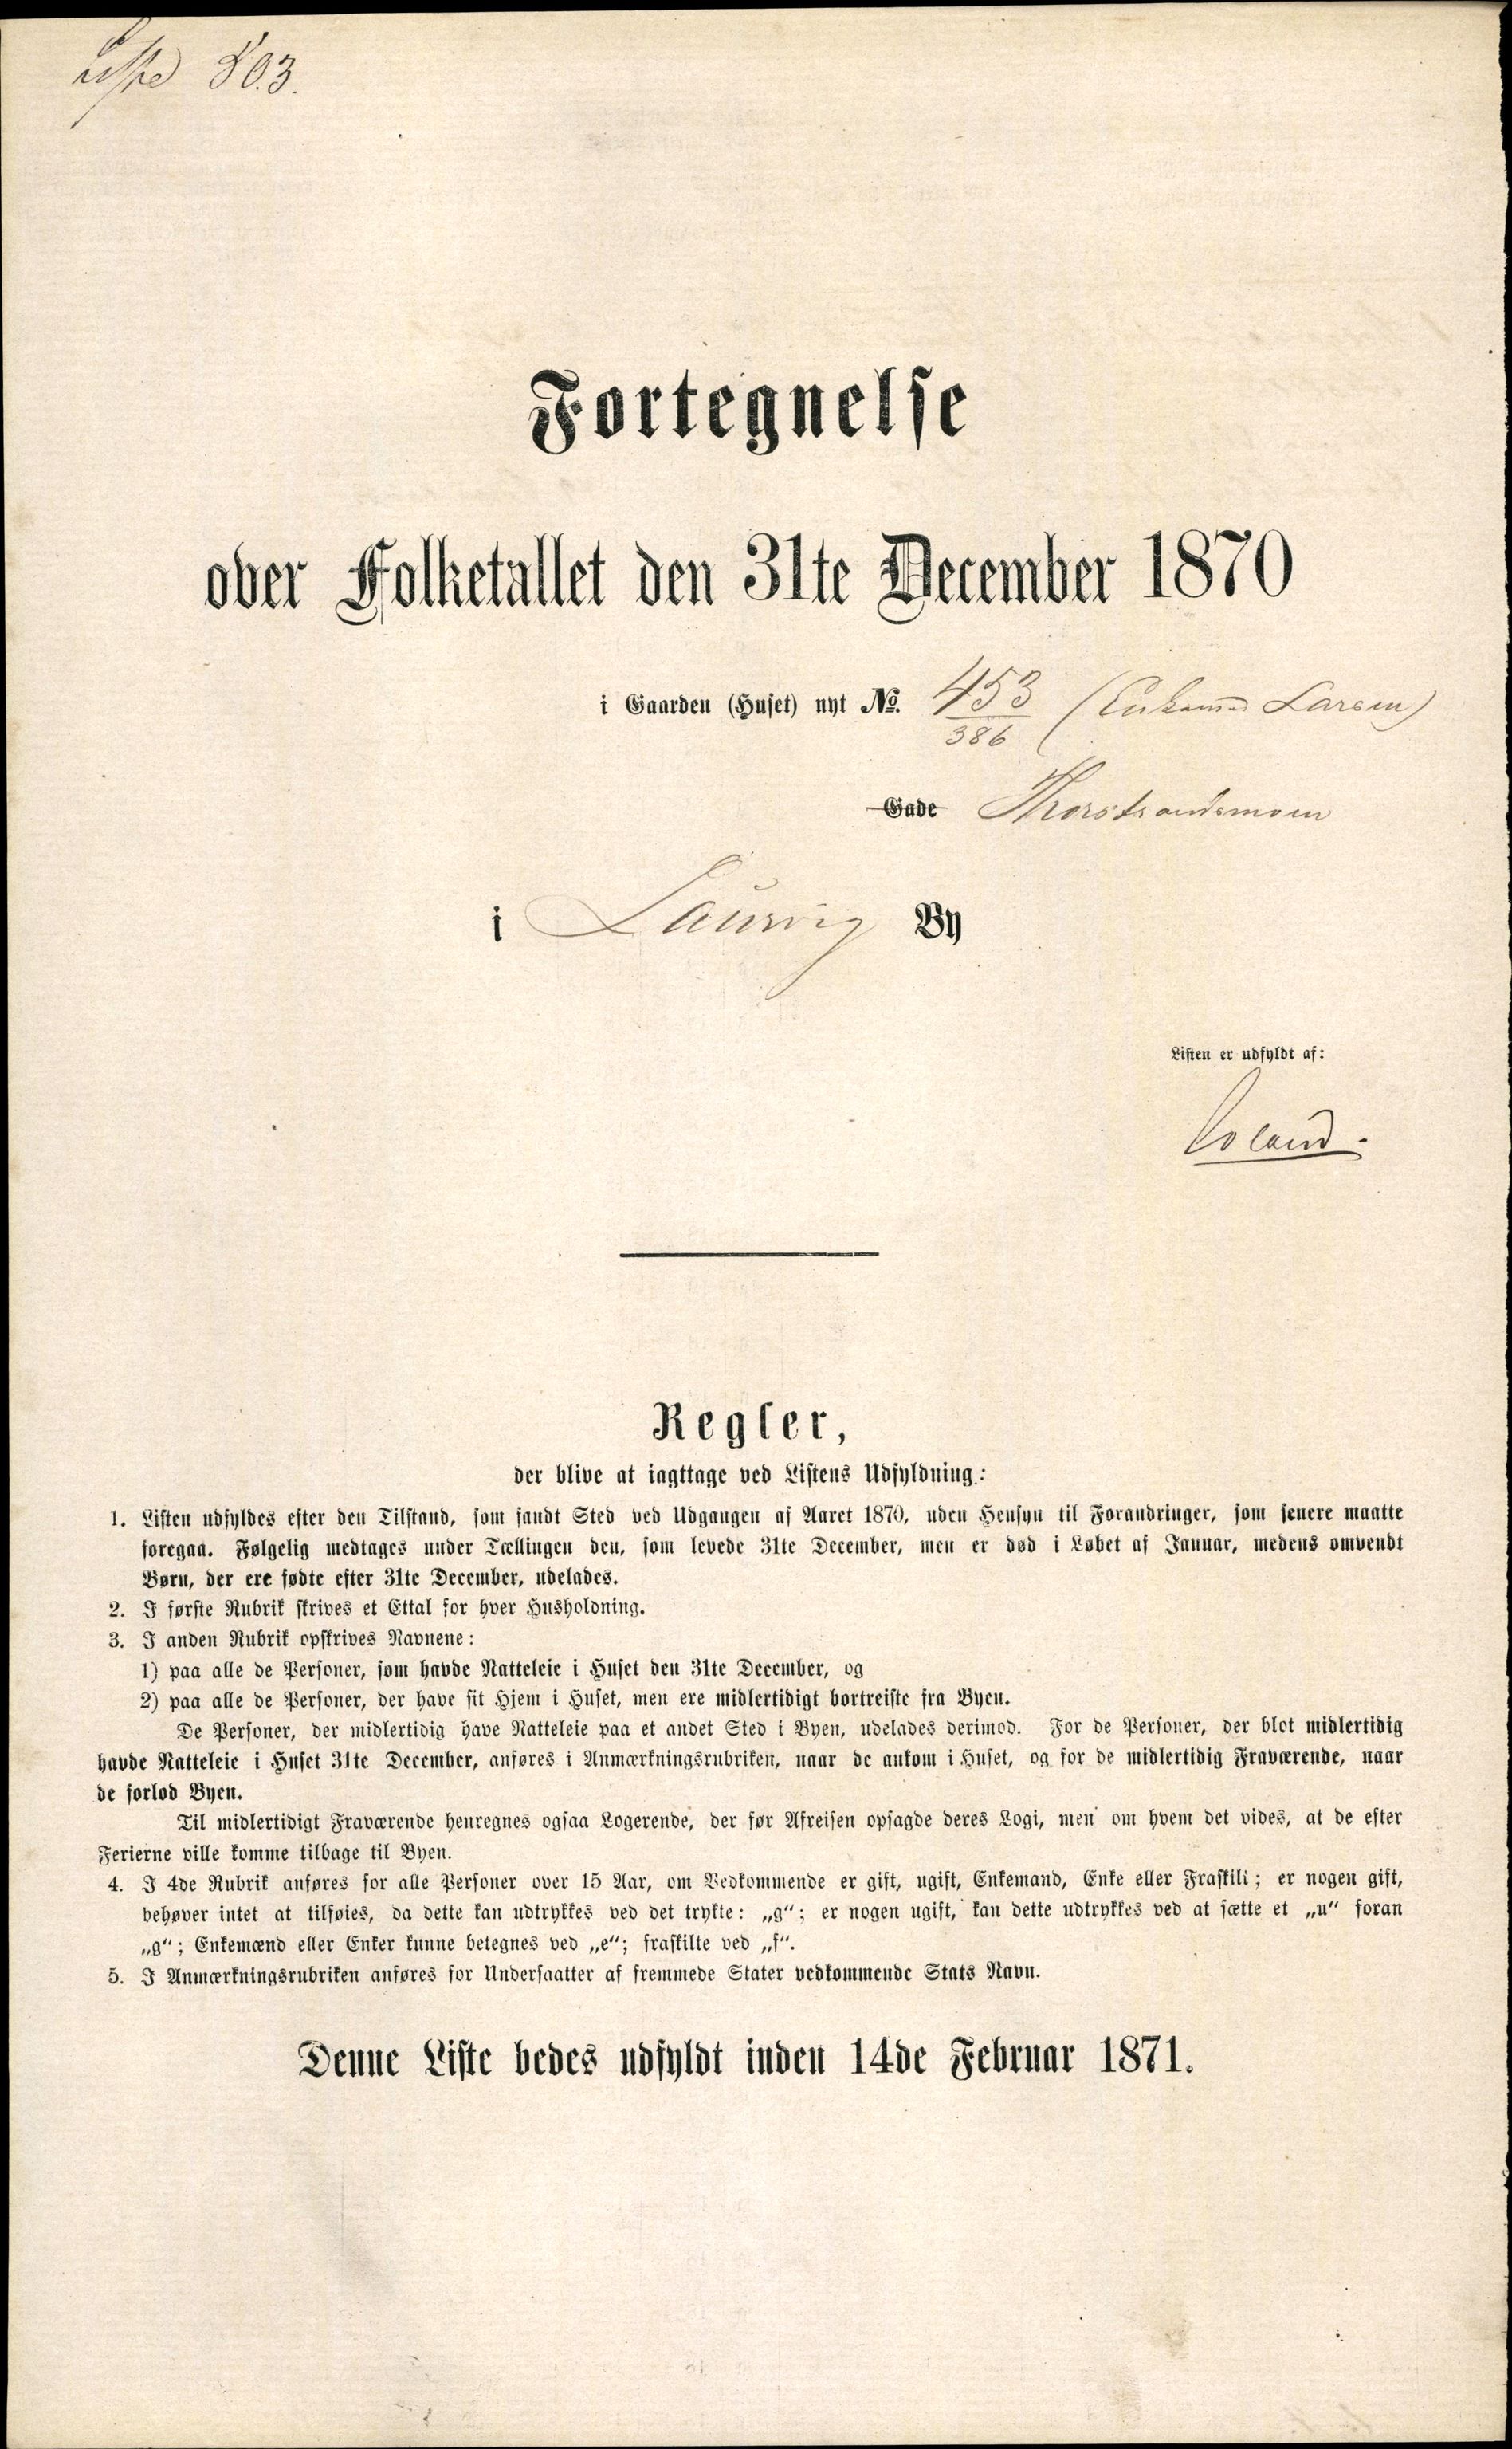 Liste 803.
Fortegnelse
over Folketallet den 31te December 1870
i Gaarden (Huset) nyt No. 453 (Enkem̄ Larsen)
386
Gade Thorstrandsmoen
i Laurvig By
Listen er udfyldt af:
Regler,
der blive at iagttage ved Listens Udfyldning:
1. Listen udfyldes efter den Tilstand, som fandt Sted ved Udgangen af Aaret 1870, uden Hensyn til Forandringer, som senere maatte
foregaa. Følgelig medtages under Tællingen den, som levede 31te December, men er død i Løbet af Januar, medens omvendt
Børn, der ere fødte efter 31te December, udelades.
2. I første Rubrik skrives et Ettal for hver Husholdning.
3. I anden Rubrik opskrives Navnene:
1) paa alle de Personer, som havde Natteleie i Huset den 31te December, og
2) paa alle de Personer, der have sit Hjem i Huset, men ere midlertidigt bortreiste fra Byen.
De Personer, der midlertidig have Natteleie paa et andet Sted i Byen, udelades derimod. For de Personer, der blot midlertidig
havde Natteleie i Huset 31te December, anføres i Anmærkningsrubriken, naar de ankom i Huset, og for de midlertidig Fraværende, naar
de forlod Byen.
Til midlertidigt Fraværende henregnes ogsaa Logerende, der før Afreisen opsagde deres Logi, men om hvem det vides, at de efter
Ferierne ville komme tilbage til Byen.
4. I 4de Rubrik anføres for alle Personer over 15 Aar, om Vedkommende er gift, ugift, Enkemand, Enke eller Fraskilt; er nogen gift,
behøver intet at tilføies, da dette kan udtrykkes ved det trykte: „g“; er nogen ugift, kan dette udtrykkes ved at sætte et „u“ foran
„g“; Enkemænd eller Enker kunne betegnes ved „e“; fraskilte ved „f“.
5. I Anmærkningsrubriken anføres for Undersaatter af fremmede Stater vedkommende Stats Navn.
Denne Liste bedes udfyldt inden 14de Februar 1871.